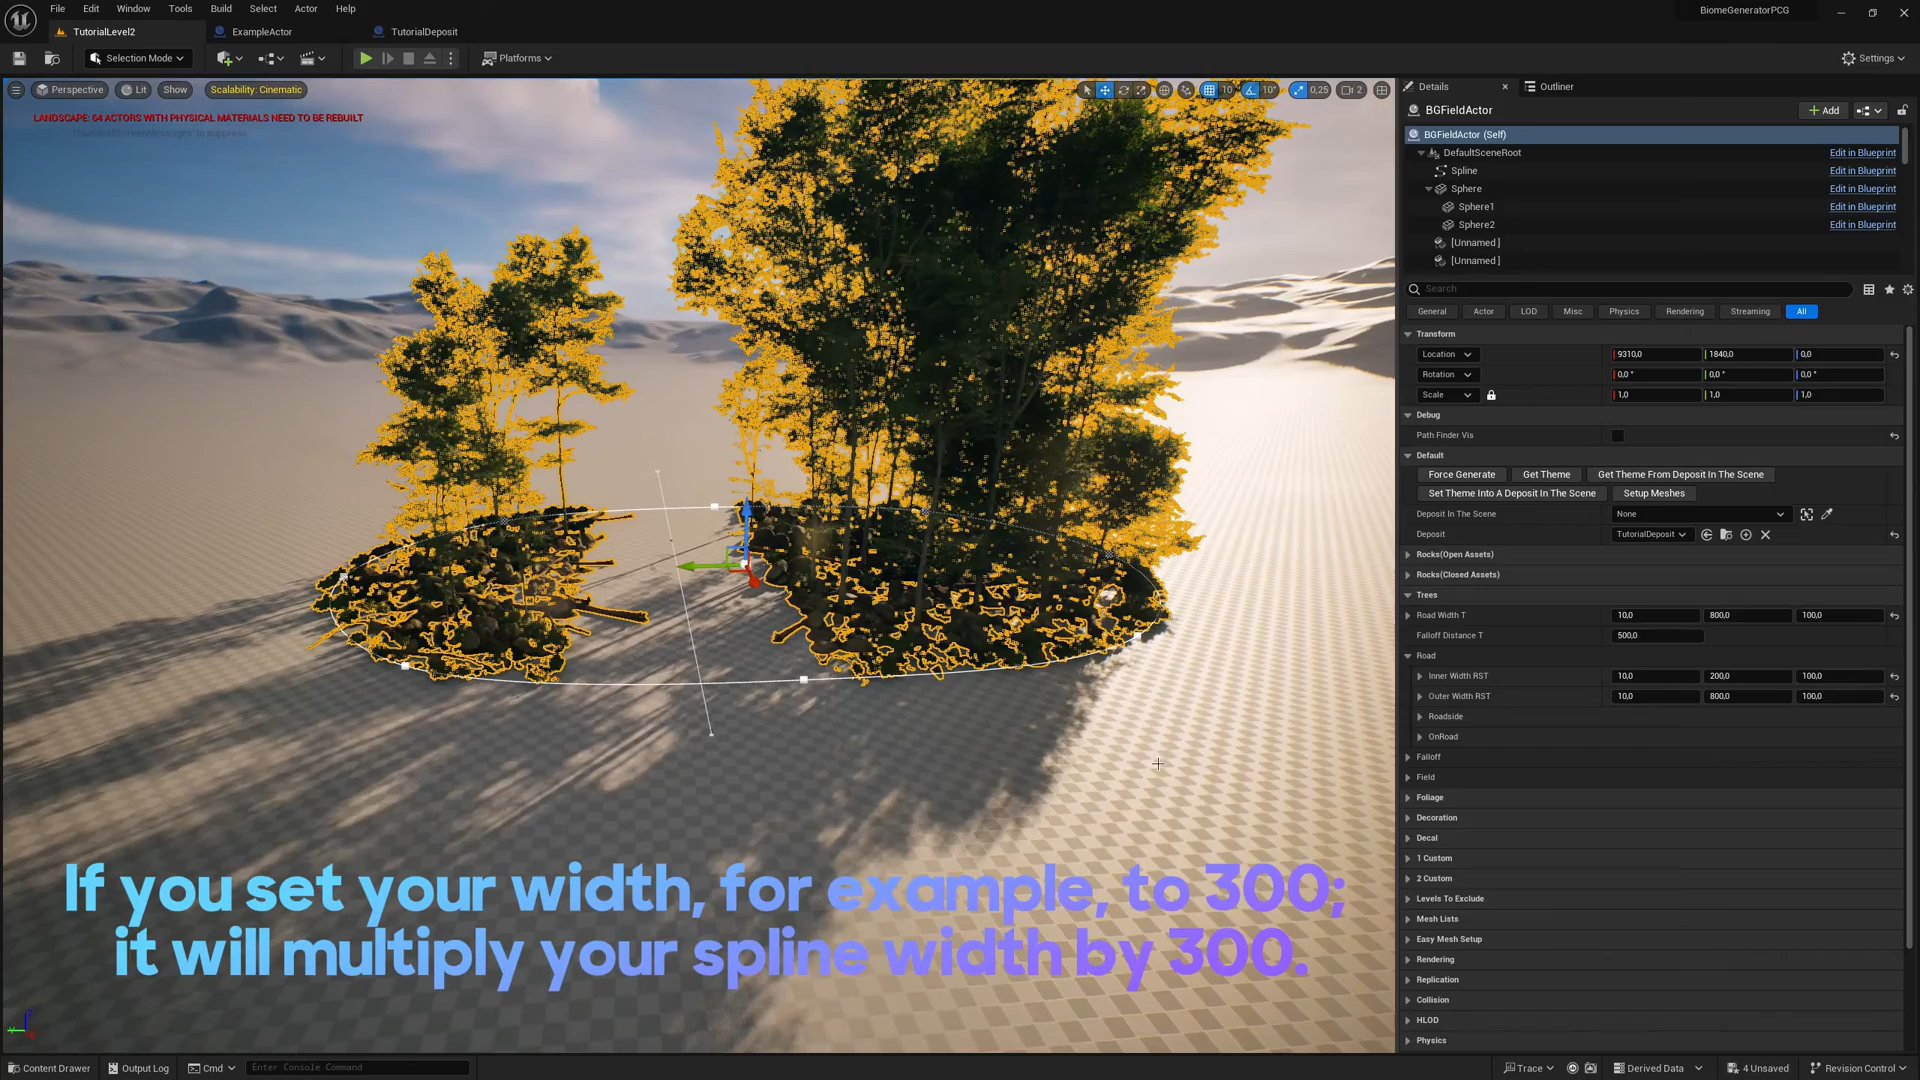 File Edit Window Tools Build Select Actor Help
BiomeGeneratorPCG
TutorialLevel2 ExampleActor TutorialDeposit
Selection Mode Platforms Settings
Perspective Lit Show Scalability: Cinematic
10 10° 0,25 2
LANDSCAPE: 64 ACTORS WITH PHYSICAL MATERIALS NEED TO BE REBUILT
'DisableAllScreenMessages' to suppress
If you set your width, for example, to 300;
it will multiply your spline width by 300.
Details Outliner
BGFieldActor Add
BGFieldActor (Self)
DefaultSceneRoot Edit in Blueprint
Spline Edit in Blueprint
Sphere Edit in Blueprint
Sphere1 Edit in Blueprint
Sphere2 Edit in Blueprint
[Unnamed ]
[Unnamed ]
Search
General Actor LOD Misc Physics Rendering Streaming All
Transform
Location 9310,0 1840,0 0,0
Rotation 0,0 ° 0,0 ° 0,0 °
Scale 1,0 1,0 1,0
Debug
Path Finder Vis
Default
Force Generate Get Theme Get Theme From Deposit In The Scene
Set Theme Into A Deposit In The Scene Setup Meshes
Deposit In The Scene None
Deposit TutorialDeposit
Rocks(Open Assets)
Rocks(Closed Assets)
Trees
Road Width T 10,0 800,0 100,0
Falloff Distance T 500,0
Road
Inner Width RST 10,0 200,0 100,0
Outer Width RST 10,0 800,0 100,0
Roadside
OnRoad
Falloff
Field
Foliage
Decoration
Decal
1 Custom
2 Custom
Levels To Exclude
Mesh Lists
Easy Mesh Setup
Rendering
Replication
Collision
HLOD
Physics
Content Drawer Output Log Cmd Enter Console Command Trace Derived Data 4 Unsaved Revision Control